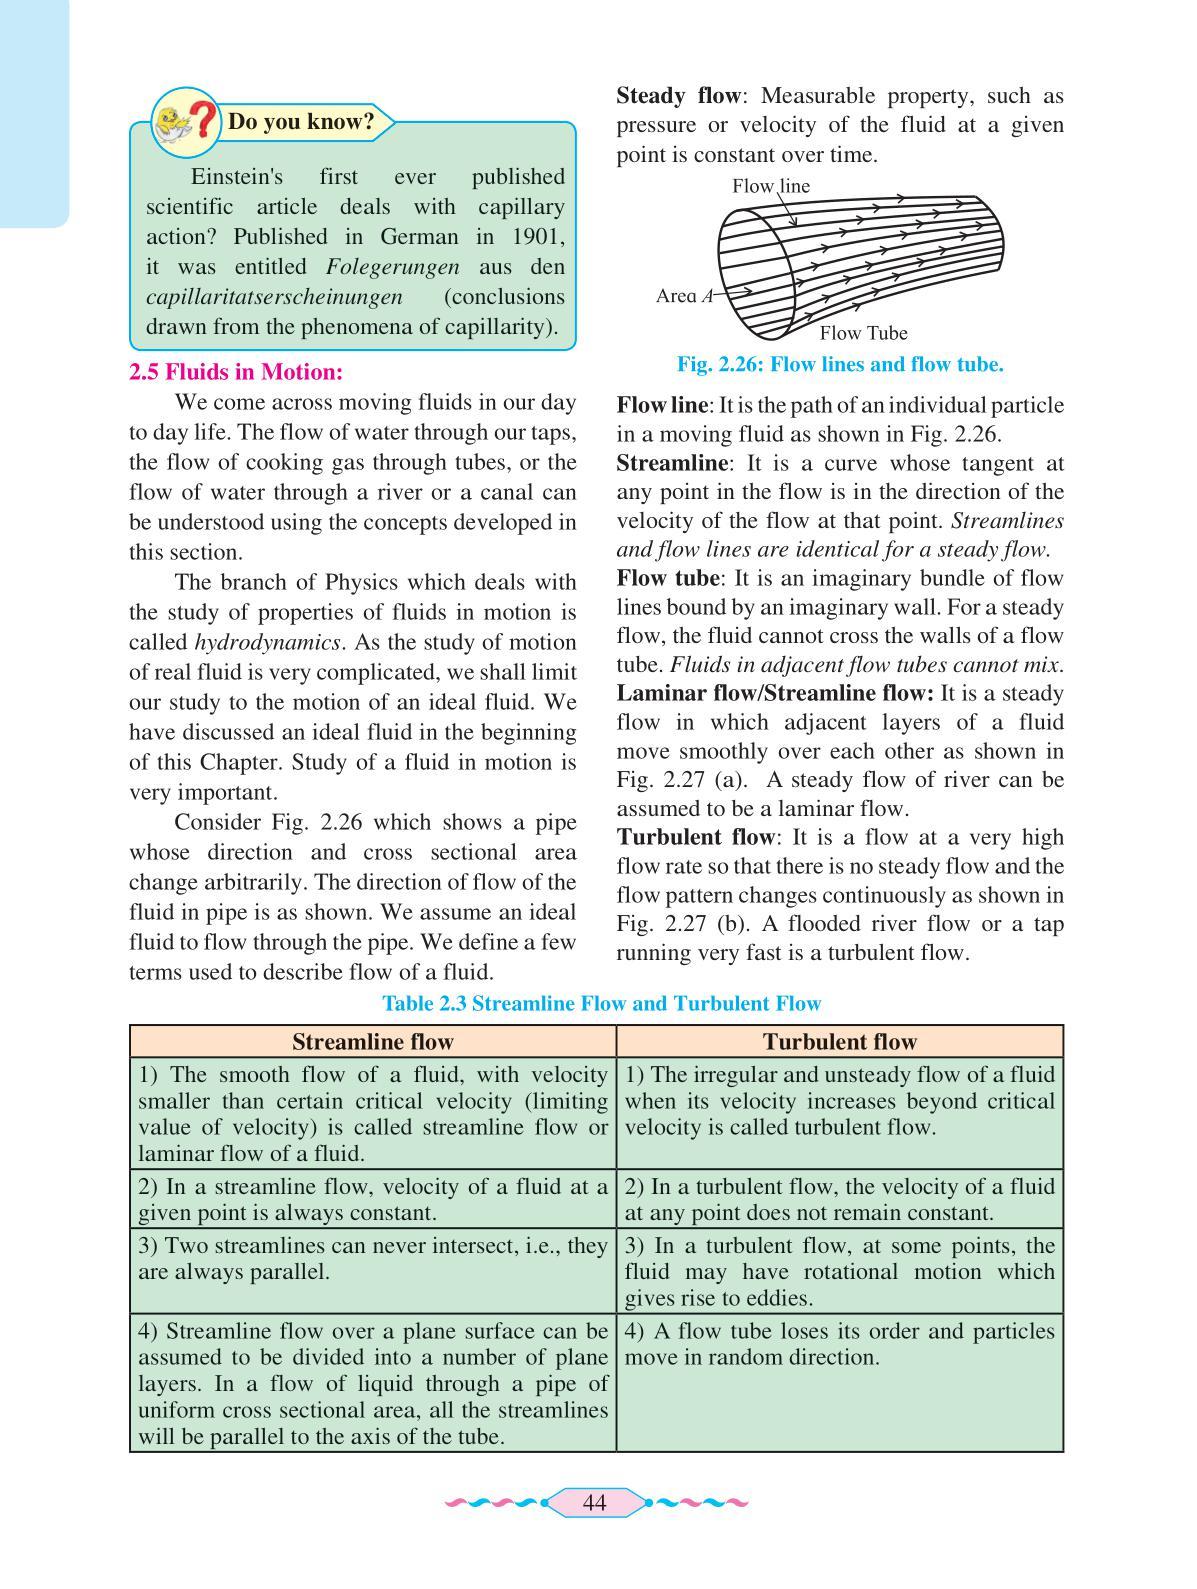 Do you know?
Einstein's first ever published
scientific article deals with capillary
action? Published in German in 1901,
it was entitled Folegerungen aus den
capillaritatserscheinungen (conclusions
drawn from the phenomena of capillarity).
2.5 Fluids in Motion:
We come across moving fluids in our day
to day life. The flow of water through our taps,
the flow of cooking gas through tubes, or the
flow of water through a river or a canal can
be understood using the concepts developed in
this section.
The branch of Physics which deals with
the study of properties of fluids in motion is
called hydrodynamics. As the study of motion
of real fluid is very complicated, we shall limit
our study to the motion of an ideal fluid. We
have discussed an ideal fluid in the beginning
of this Chapter. Study of a fluid in motion is
very important.
Consider Fig. 2.26 which shows a pipe
whose direction and cross sectional area
change arbitrarily. The direction of flow of the
fluid in pipe is as shown. We assume an ideal
fluid to flow through the pipe. We define a few
terms used to describe flow of a fluid.
Steady flow: Measurable property, such as
pressure or velocity of the fluid at a given
point is constant over time.
Flow line
Area A
Flow Tube
Fig. 2.26: Flow lines and flow tube.
Flow line: It is the path of an individual particle
in a moving fluid as shown in Fig. 2.26.
Streamline: It is a curve whose tangent at
any point in the flow is in the direction of the
velocity of the flow at that point. Streamlines
and flow lines are identical for a steady flow.
Flow tube: It is an imaginary bundle of flow
lines bound by an imaginary wall. For a steady
flow, the fluid cannot cross the walls of a flow
tube. Fluids in adjacent flow tubes cannot mix.
Laminar flow/Streamline flow: It is a steady
flow in which adjacent layers of a fluid
move smoothly over each other as shown in
Fig. 2.27 (a). A steady flow of river can be
assumed to be a laminar flow.
Turbulent flow: It is a flow at a very high
flow rate so that there is no steady flow and the
flow pattern changes continuously as shown in
Fig. 2.27 (b). A flooded river flow or a tap
running very fast is a turbulent flow.
Table 2.3 Streamline Flow and Turbulent Flow
Streamline flow
Turbulent flow
1) The smooth flow of a fluid, with velocity
smaller than certain critical velocity (limiting
value of velocity) is called streamline flow or
laminar flow of a fluid.
1) The irregular and unsteady flow of a fluid
when its velocity increases beyond critical
velocity is called turbulent flow.
2) In a streamline flow, velocity of a fluid at a
given point is always constant.
2) In a turbulent flow, the velocity of a fluid
at any point does not remain constant.
3) Two streamlines can never intersect, i.e., they
are always parallel.
3) In a turbulent flow, at some points, the
fluid may have rotational motion which
gives rise to eddies.
4) Streamline flow over a plane surface can be
assumed to be divided into a number of plane
layers. In a flow of liquid through a pipe of
uniform cross sectional area, all the streamlines
will be parallel to the axis of the tube.
4) A flow tube loses its order and particles
move in random direction.
44